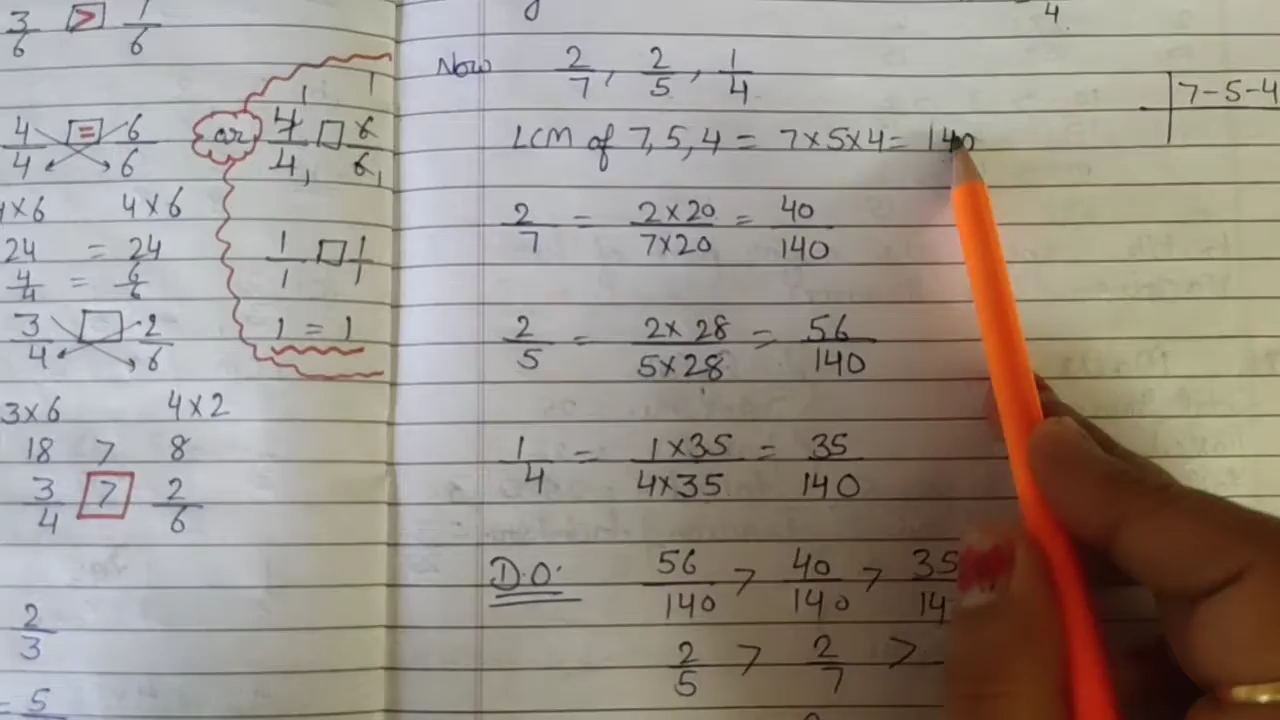 3/6 > 1/6
4/4 = 6/6
4×6 4×6
24 = 24
4/4 = 6/6
3/4 □ 2/6
3×6 4×2
18 > 8
3/4 > 2/6
2/3
= 5
or 4/4 □ 6/6
1 1
1 1
1/1 □ 1/1
1 = 1
4
Now 2/7, 2/5, 1/4
7-5-4
LCM of 7, 5, 4 = 7×5×4 = 140
2/7 = 2×20/7×20 = 40/140
2/5 = 2×28/5×28 = 56/140
1/4 = 1×35/4×35 = 35/140
D.O. 56/140 > 40/140 > 35/14
2/5 > 2/7 >